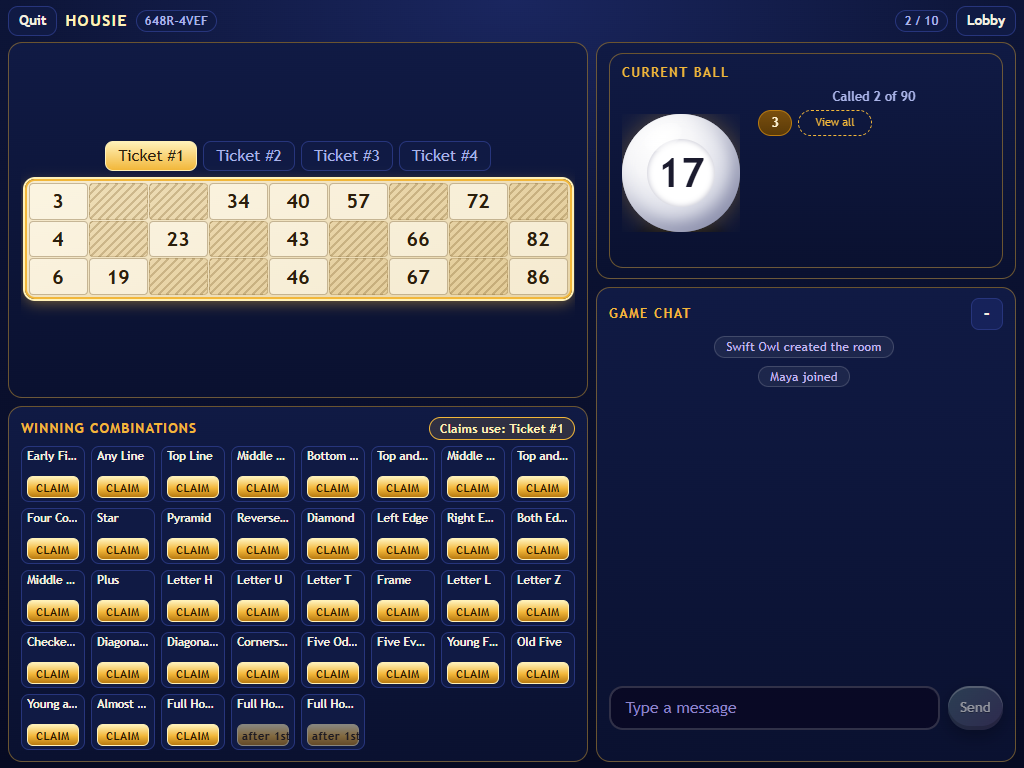 Quit HOUSIE 648R-4VEF 2 / 10 Lobby
Ticket #1 Ticket #2 Ticket #3 Ticket #4
3 34 40 57 72
4 23 43 66 82
6 19 46 67 86
CURRENT BALL
Called 2 of 90
17
3 View all
WINNING COMBINATIONS Claims use: Ticket #1
Early Fi... Any Line Top Line Middle ... Bottom ... Top and... Middle ... Top and...
CLAIM CLAIM CLAIM CLAIM CLAIM CLAIM CLAIM CLAIM
Four Co... Star Pyramid Reverse... Diamond Left Edge Right E... Both Ed...
CLAIM CLAIM CLAIM CLAIM CLAIM CLAIM CLAIM CLAIM
Middle ... Plus Letter H Letter U Letter T Frame Letter L Letter Z
CLAIM CLAIM CLAIM CLAIM CLAIM CLAIM CLAIM CLAIM
Checke... Diagona... Diagona... Corners... Five Od... Five Ev... Young F... Old Five
CLAIM CLAIM CLAIM CLAIM CLAIM CLAIM CLAIM CLAIM
Young a... Almost ... Full Ho... Full Ho... Full Ho...
CLAIM CLAIM CLAIM after 1st after 1st
GAME CHAT -
Swift Owl created the room
Maya joined
Type a message Send